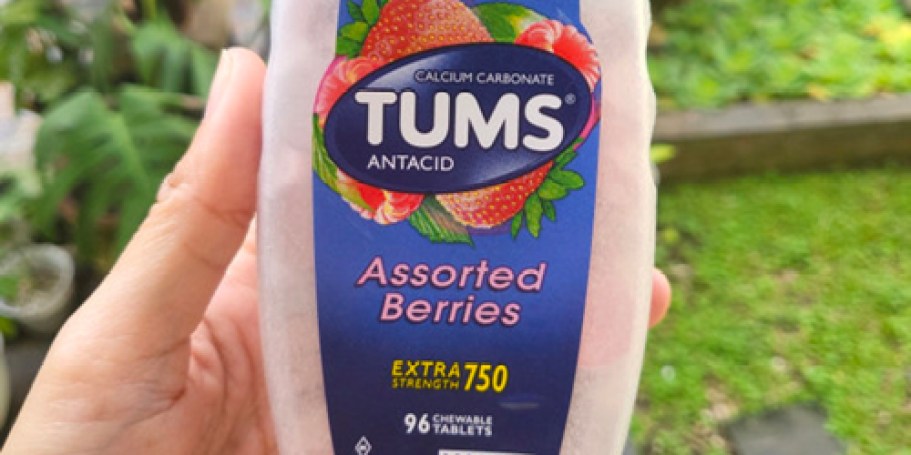 CALCIUM CARBONATE
TUMS®
ANTACID
Assorted
Berries
EXTRA STRENGTH 750
96 CHEWABLE TABLETS